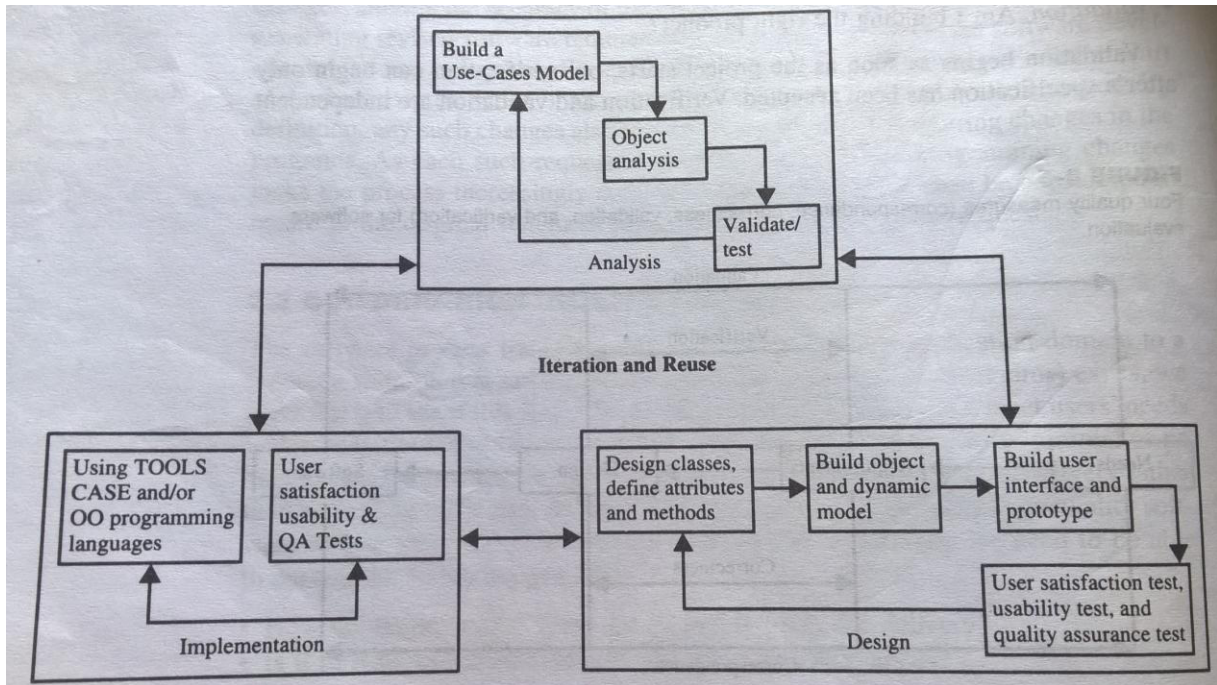 Build a
Use-Cases Model
Object
analysis
Validate/
test
Analysis
Iteration and Reuse
Using TOOLS
CASE and/or
OO programming
languages
User
satisfaction
usability &
QA Tests
Implementation
Design classes,
define attributes
and methods
Build object
and dynamic
model
Build user
interface and
prototype
User satisfaction test,
usability test, and
quality assurance test
Design